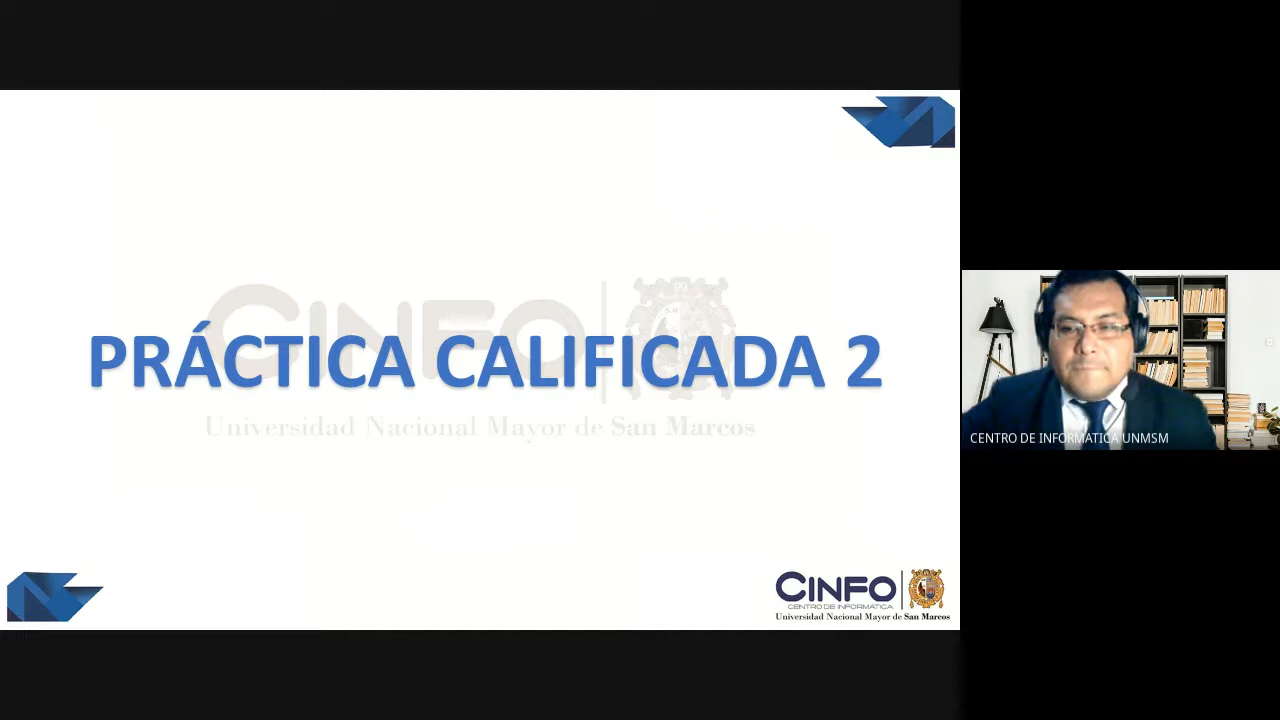 PRÁCTICA CALIFICADA 2
CINFO
Universidad Nacional Mayor de San Marcos
CENTRO DE INFORMATICA UNMSM
CINFO
CENTRO DE INFORMÁTICA
Universidad Nacional Mayor de San Marcos